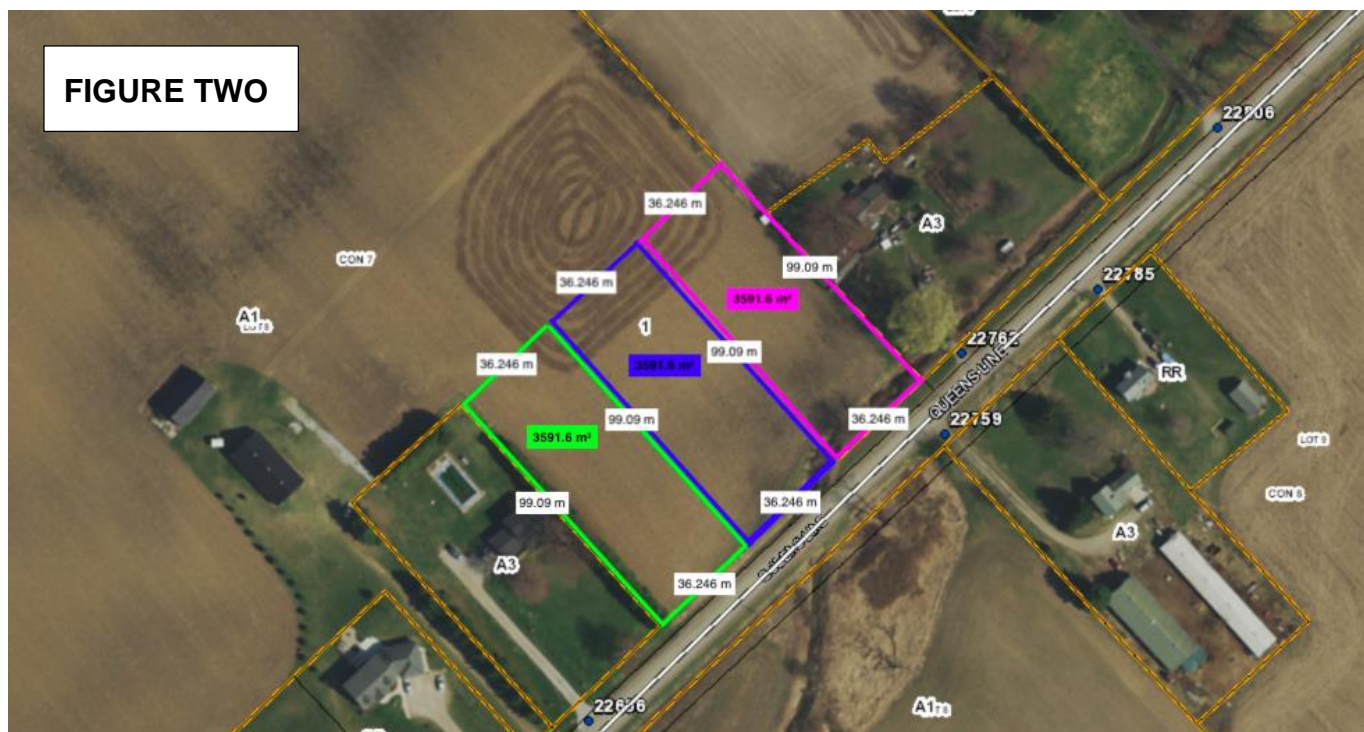 FIGURE TWO
22806
36.246 m
A3
CON 7
99.09 m
22785
36.246 m
3591.6 m²
A1
1
99.09 m
22762
RR
36.246 m
3591.6 m²
QUEENS LINE
99.09 m
36.246 m
22759
3591.6 m²
LOT 9
CON 8
99.09 m
36.246 m
A3
A3
36.246 m
A1